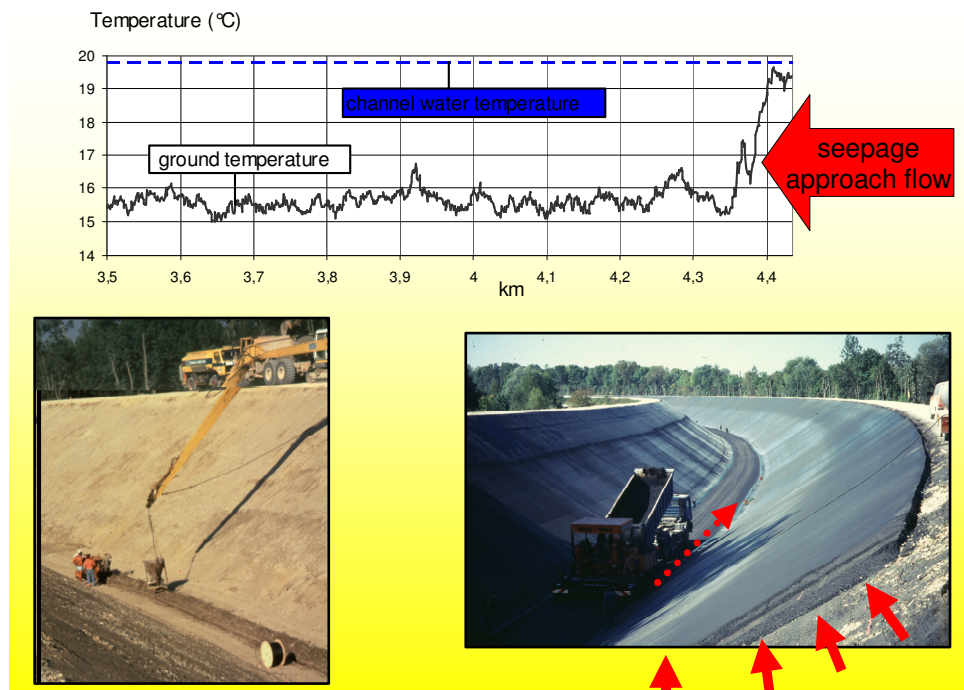 Temperature (°C)
20
19
18
17
16
15
14
channel water temperature
ground temperature
seepage
approach flow
3,5
3,6
3,7
3,8
3,9
4
4,1
4,2
4,3
4,4
km